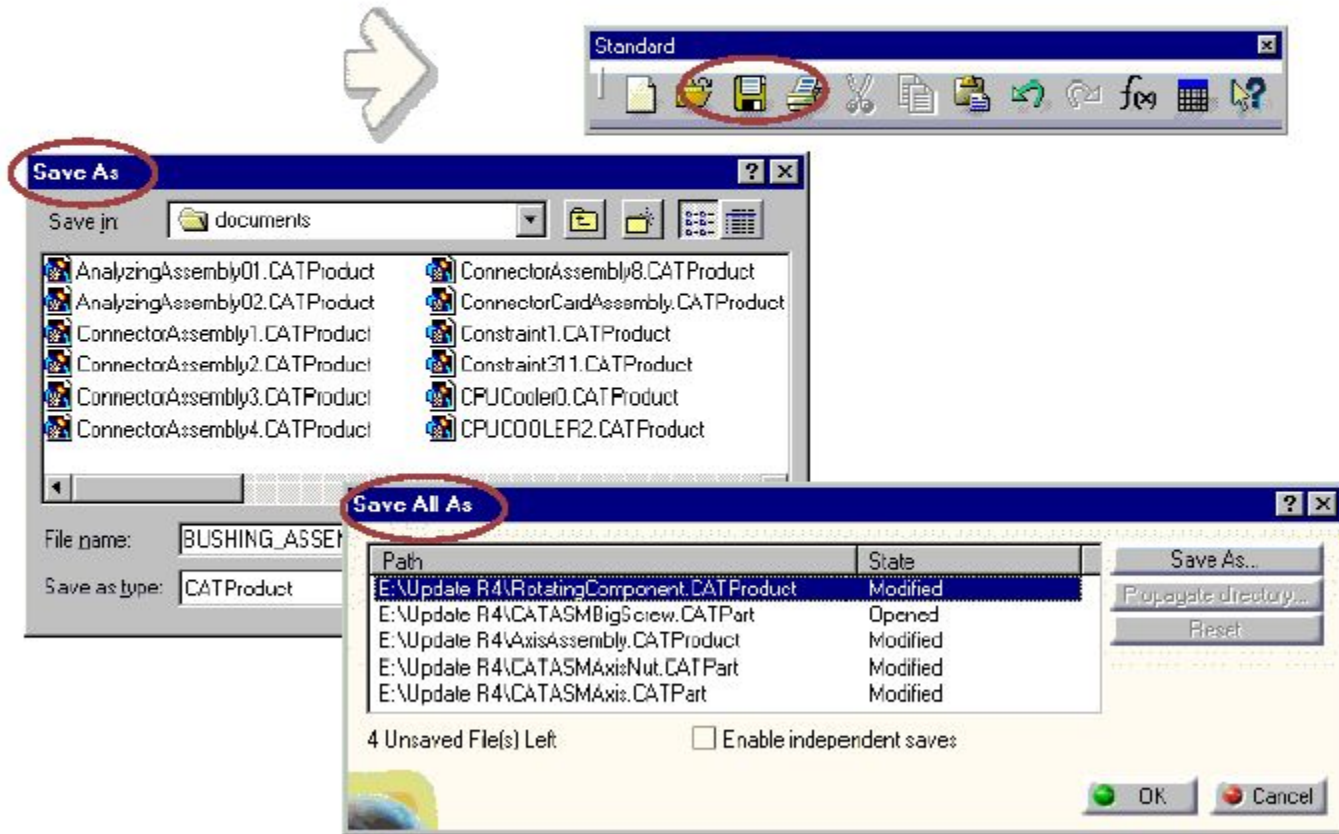 Standard
f(x)
Save As
Save in: documents
AnalyzingAssembly01.CATProduct
AnalyzingAssembly02.CATProduct
ConnectorAssembly1.CATProduct
ConnectorAssembly2.CATProduct
ConnectorAssembly3.CATProduct
ConnectorAssembly4.CATProduct
ConnectorAssembly8.CATProduct
ConnectorCardAssembly.CATProduct
Constraint1.CATProduct
Constraint311.CATProduct
CPUCooler0.CATProduct
CPUCOOLER2.CATProduct
File name: BUSHING_ASSEM
Save as type: CATProduct
Save All As
Path State
E:\Update R4\RotatingComponent.CATProduct Modified
E:\Update R4\CATASMBigScrew.CATPart Opened
E:\Update R4\AxisAssembly.CATProduct Modified
E:\Update R4\CATASMAxisNut.CATPart Modified
E:\Update R4\CATASMAxis.CATPart Modified
Save As...
Propagate directory...
Reset
4 Unsaved File(s) Left
Enable independent saves
OK
Cancel